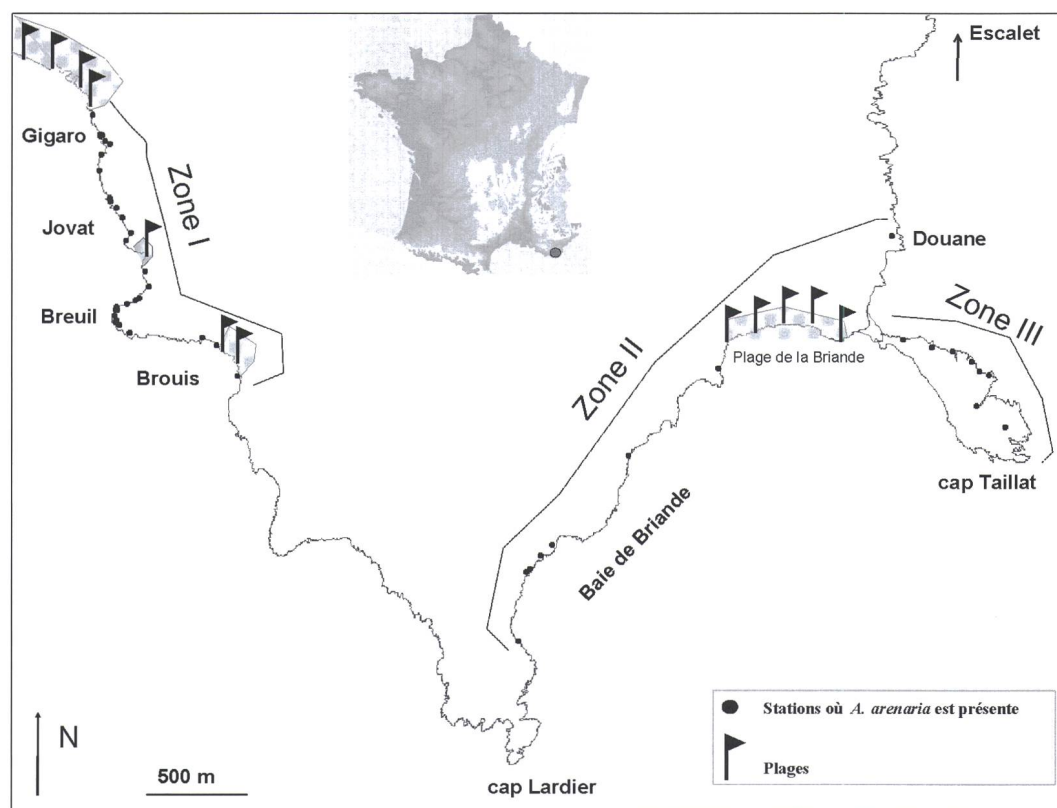 Escalet
Gigaro
Zone I
Jovat
Douane
Breuil
Zone III
Zone II
Plage de la Briande
Brouis
cap Taillat
Baie de Briande
Stations où A. arenaria est présente
N
Plages
500 m
cap Lardier